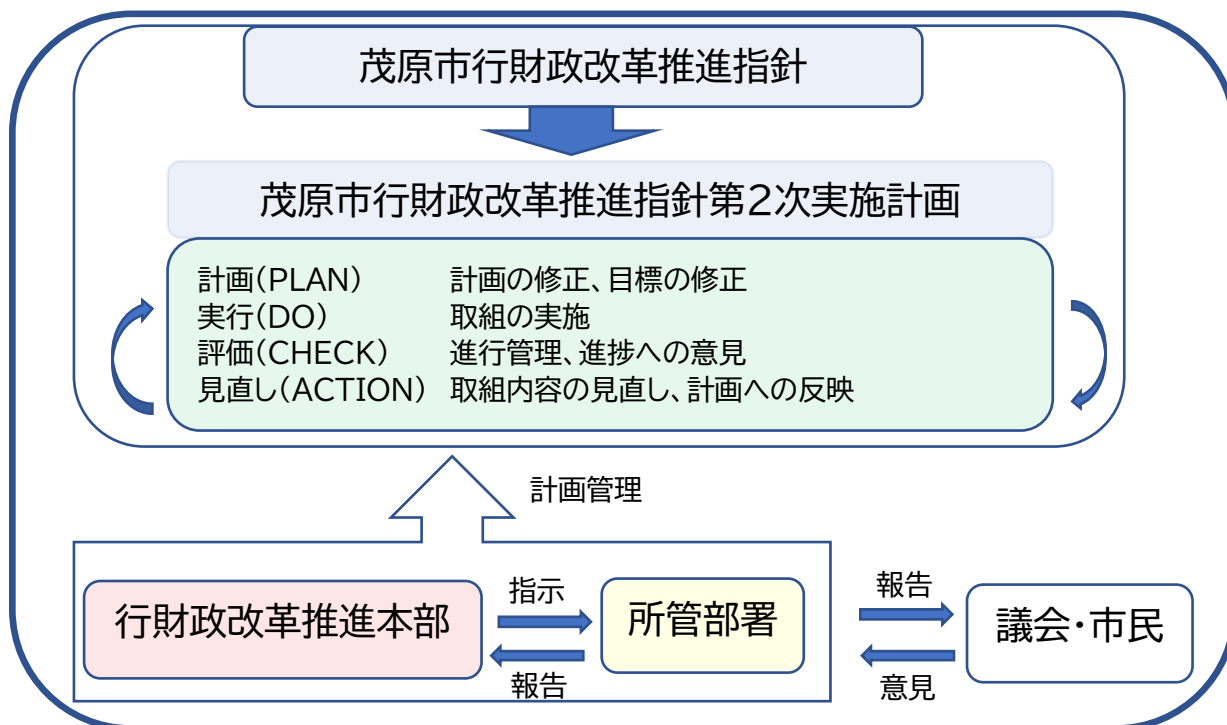 茂原市行財政改革推進指針
茂原市行財政改革推進指針第2次実施計画
計画(PLAN) 計画の修正、目標の修正
実行(DO) 取組の実施
評価(CHECK) 進行管理、進捗への意見
見直し(ACTION) 取組内容の見直し、計画への反映
計画管理
行財政改革推進本部
指示
報告
所管部署
報告
意見
議会・市民